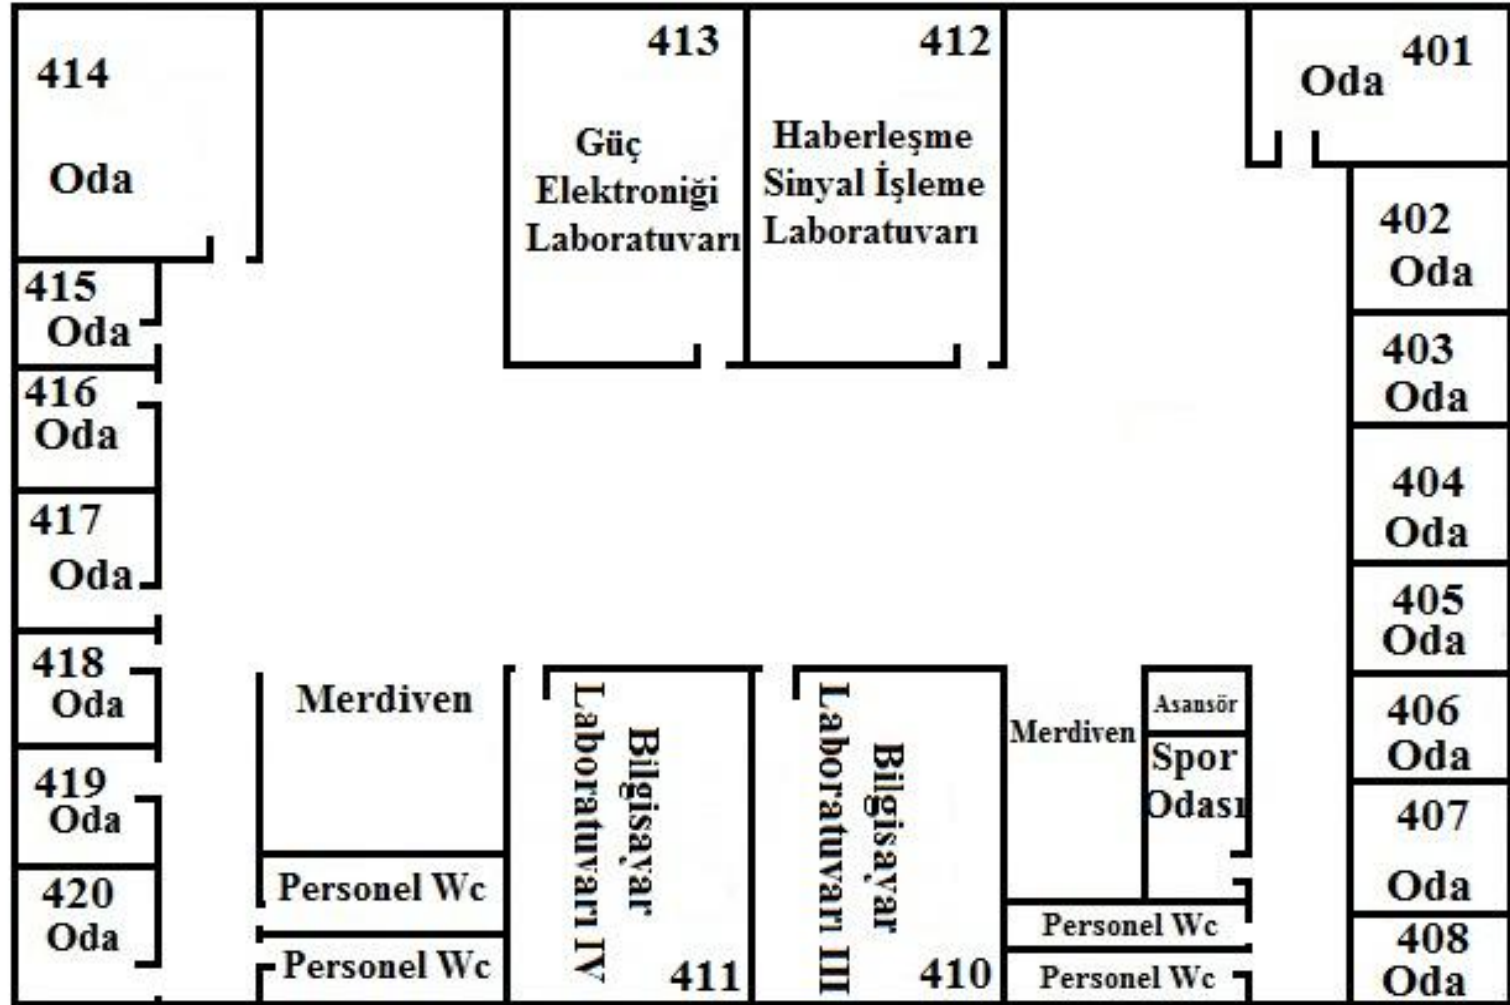 414
Oda
415
Oda
416
Oda
417
Oda
418
Oda
419
Oda
420
Oda
413
Güç
Elektroniği
Laboratuvarı
412
Haberleşme
Sinyal İşleme
Laboratuvarı
Merdiven
Personel Wc
Personel Wc
Bilgisayar
Laboratuvarı IV
411
Bilgisayar
Laboratuvarı III
410
Merdiven
Asansör
Spor
Odası
Personel Wc
Personel Wc
401
Oda
402
Oda
403
Oda
404
Oda
405
Oda
406
Oda
407
Oda
408
Oda